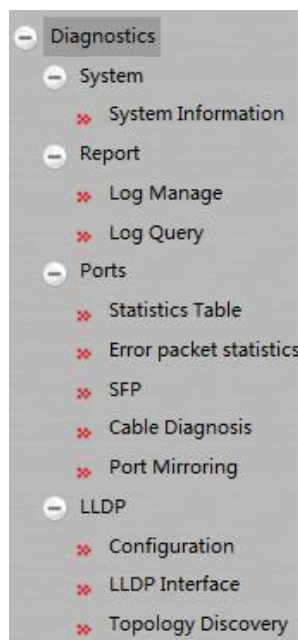 Diagnostics
System
System Information
Report
Log Manage
Log Query
Ports
Statistics Table
Error packet statistics
SFP
Cable Diagnosis
Port Mirroring
LLDP
Configuration
LLDP Interface
Topology Discovery